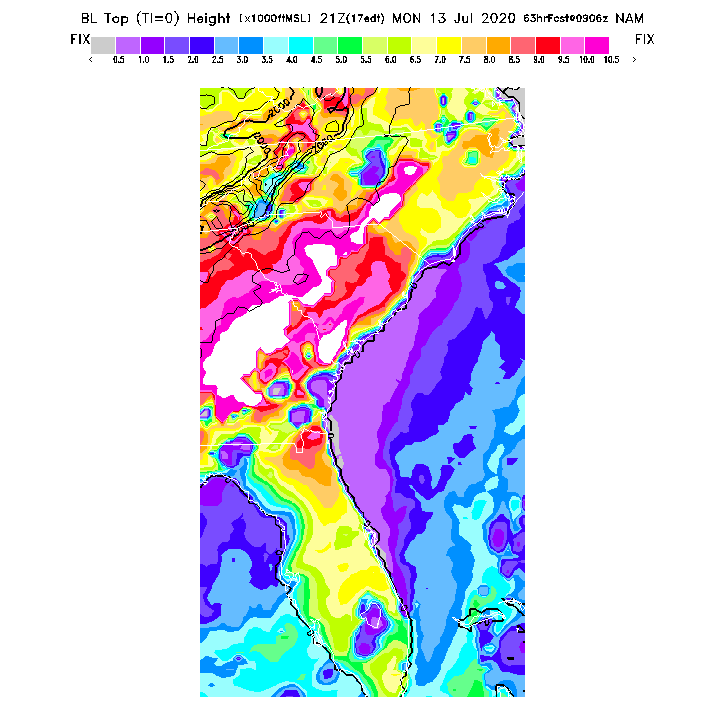 BL Top (TI=0) Height [x1000ftMSL] 21Z(17edt) MON 13 Jul 2020 63hrFcst@0906z NAM
FIX FIX
< 0.5 1.0 1.5 2.0 2.5 3.0 3.5 4.0 4.5 5.0 5.5 6.0 6.5 7.0 7.5 8.0 8.5 9.0 9.5 10.0 10.5 >
2000
2000
2000